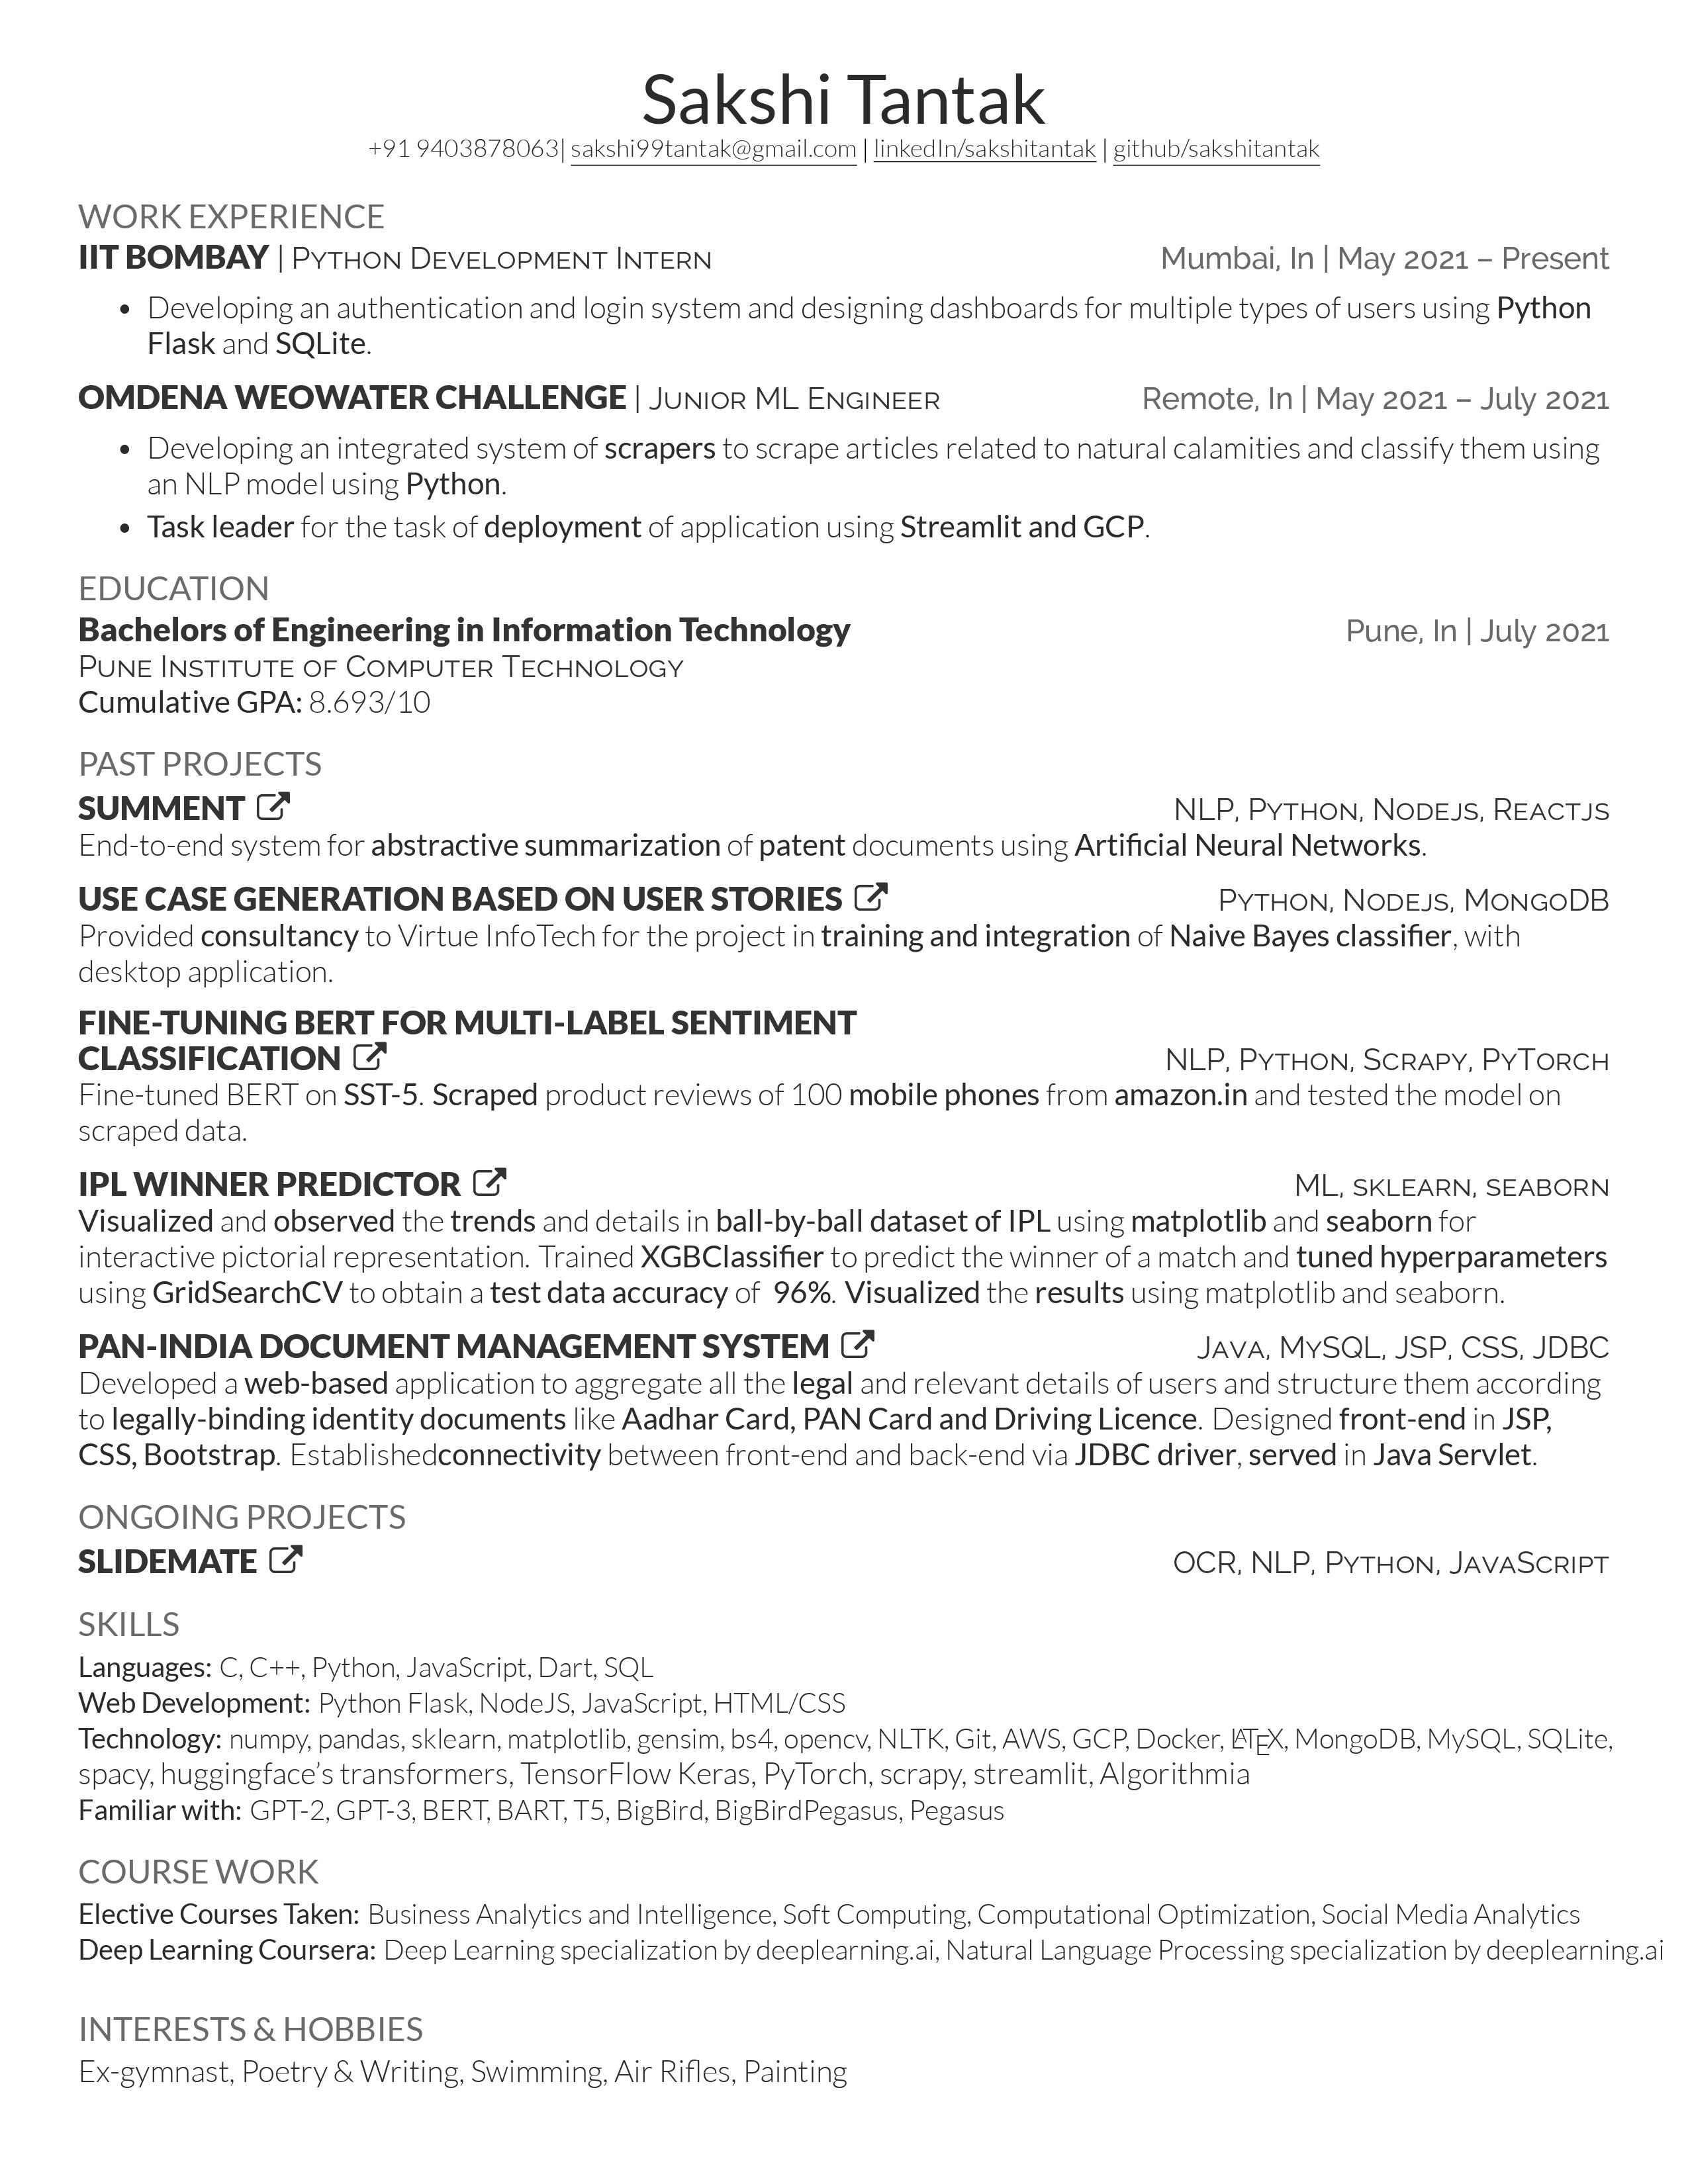 Sakshi Tantak
+91 9403878063| sakshi99tantak@gmail.com | linkedIn/sakshitantak | github/sakshitantak
WORK EXPERIENCE
IIT BOMBAY | Python Development Intern Mumbai, In | May 2021 – Present
• Developing an authentication and login system and designing dashboards for multiple types of users using Python
Flask and SQLite.
OMDENA WEOWATER CHALLENGE | Junior ML Engineer Remote, In | May 2021 – July 2021
• Developing an integrated system of scrapers to scrape articles related to natural calamities and classify them using
an NLP model using Python.
• Task leader for the task of deployment of application using Streamlit and GCP.
EDUCATION
Bachelors of Engineering in Information Technology Pune, In | July 2021
Pune Institute of Computer Technology
Cumulative GPA: 8.693/10
PAST PROJECTS
SUMMENT NLP, Python, Nodejs, Reactjs
End-to-end system for abstractive summarization of patent documents using Artificial Neural Networks.
USE CASE GENERATION BASED ON USER STORIES Python, Nodejs, MongoDB
Provided consultancy to Virtue InfoTech for the project in training and integration of Naive Bayes classifier, with
desktop application.
FINE-TUNING BERT FOR MULTI-LABEL SENTIMENT
CLASSIFICATION NLP, Python, Scrapy, PyTorch
Fine-tuned BERT on SST-5. Scraped product reviews of 100 mobile phones from amazon.in and tested the model on
scraped data.
IPL WINNER PREDICTOR ML, sklearn, seaborn
Visualized and observed the trends and details in ball-by-ball dataset of IPL using matplotlib and seaborn for
interactive pictorial representation. Trained XGBClassifier to predict the winner of a match and tuned hyperparameters
using GridSearchCV to obtain a test data accuracy of 96%. Visualized the results using matplotlib and seaborn.
PAN-INDIA DOCUMENT MANAGEMENT SYSTEM Java, MySQL, JSP, CSS, JDBC
Developed a web-based application to aggregate all the legal and relevant details of users and structure them according
to legally-binding identity documents like Aadhar Card, PAN Card and Driving Licence. Designed front-end in JSP,
CSS, Bootstrap. Establishedconnectivity between front-end and back-end via JDBC driver, served in Java Servlet.
ONGOING PROJECTS
SLIDEMATE OCR, NLP, Python, JavaScript
SKILLS
Languages: C, C++, Python, JavaScript, Dart, SQL
Web Development: Python Flask, NodeJS, JavaScript, HTML/CSS
Technology: numpy, pandas, sklearn, matplotlib, gensim, bs4, opencv, NLTK, Git, AWS, GCP, Docker, LATEX, MongoDB, MySQL, SQLite,
spacy, huggingface’s transformers, TensorFlow Keras, PyTorch, scrapy, streamlit, Algorithmia
Familiar with: GPT-2, GPT-3, BERT, BART, T5, BigBird, BigBirdPegasus, Pegasus
COURSE WORK
Elective Courses Taken: Business Analytics and Intelligence, Soft Computing, Computational Optimization, Social Media Analytics
Deep Learning Coursera: Deep Learning specialization by deeplearning.ai, Natural Language Processing specialization by deeplearning.ai
INTERESTS & HOBBIES
Ex-gymnast, Poetry & Writing, Swimming, Air Rifles, Painting